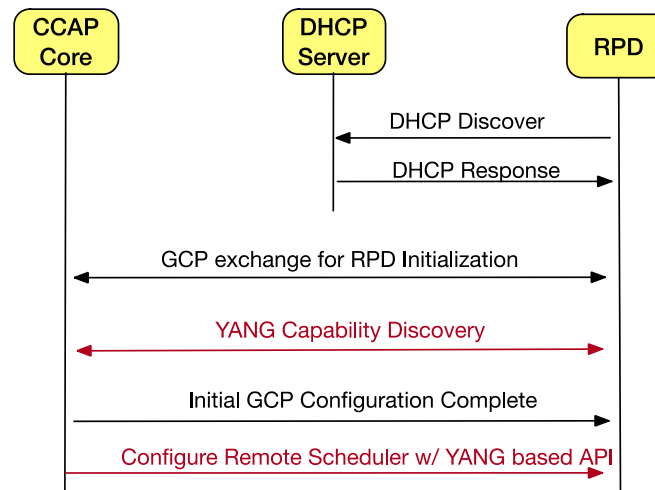 CCAP
Core
DHCP
Server
RPD
DHCP Discover
DHCP Response
GCP exchange for RPD Initialization
YANG Capability Discovery
Initial GCP Configuration Complete
Configure Remote Scheduler w/ YANG based API